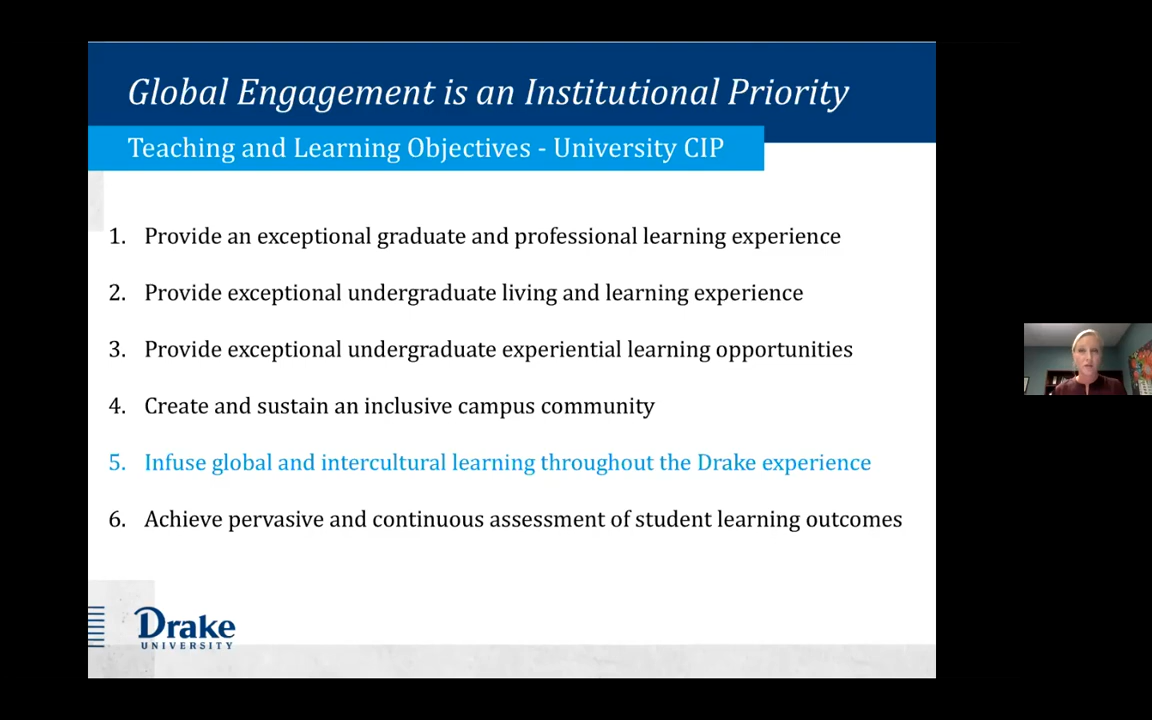 Global Engagement is an Institutional Priority
Teaching and Learning Objectives - University CIP
1. Provide an exceptional graduate and professional learning experience
2. Provide exceptional undergraduate living and learning experience
3. Provide exceptional undergraduate experiential learning opportunities
4. Create and sustain an inclusive campus community
5. Infuse global and intercultural learning throughout the Drake experience
6. Achieve pervasive and continuous assessment of student learning outcomes
Drake
UNIVERSITY